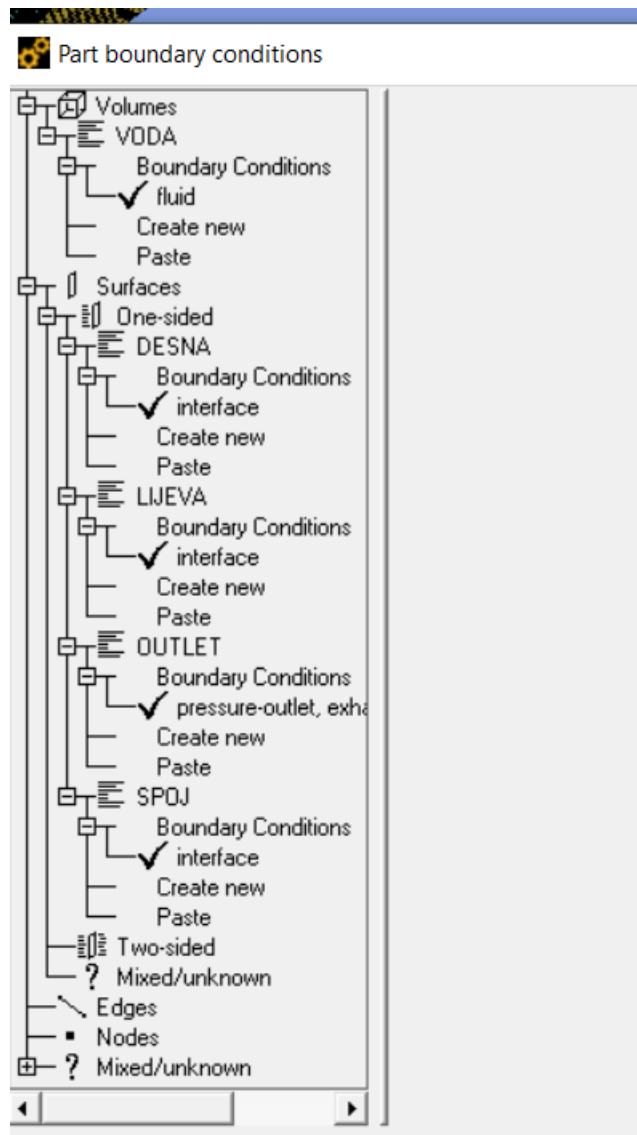 Part boundary conditions
Volumes
VODA
Boundary Conditions
fluid
Create new
Paste
Surfaces
One-sided
DESNA
Boundary Conditions
interface
Create new
Paste
LIJEVA
Boundary Conditions
interface
Create new
Paste
OUTLET
Boundary Conditions
pressure-outlet, exha
Create new
Paste
SPOJ
Boundary Conditions
interface
Create new
Paste
Two-sided
? Mixed/unknown
Edges
Nodes
? Mixed/unknown